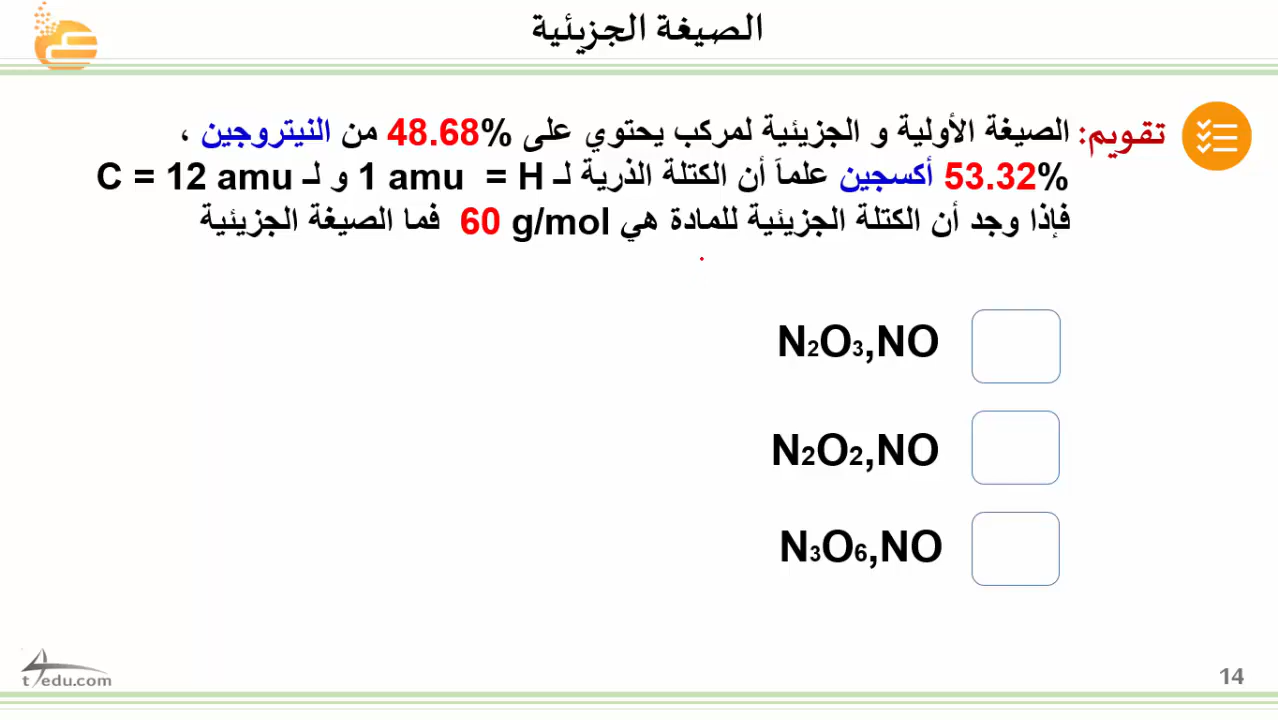 الصيغة الجزيئية
تقويم: الصيغة الأولية و الجزيئية لمركب يحتوي على 48.68% من النيتروجين ،
53.32% أكسجين علماً أن الكتلة الذرية لـ 1 amu = H و لـ C = 12 amu
فإذا وجد أن الكتلة الجزيئية للمادة هي 60 g/mol فما الصيغة الجزيئية
N₂O₃,NO
N₂O₂,NO
N₃O₆,NO
t4edu.com
14